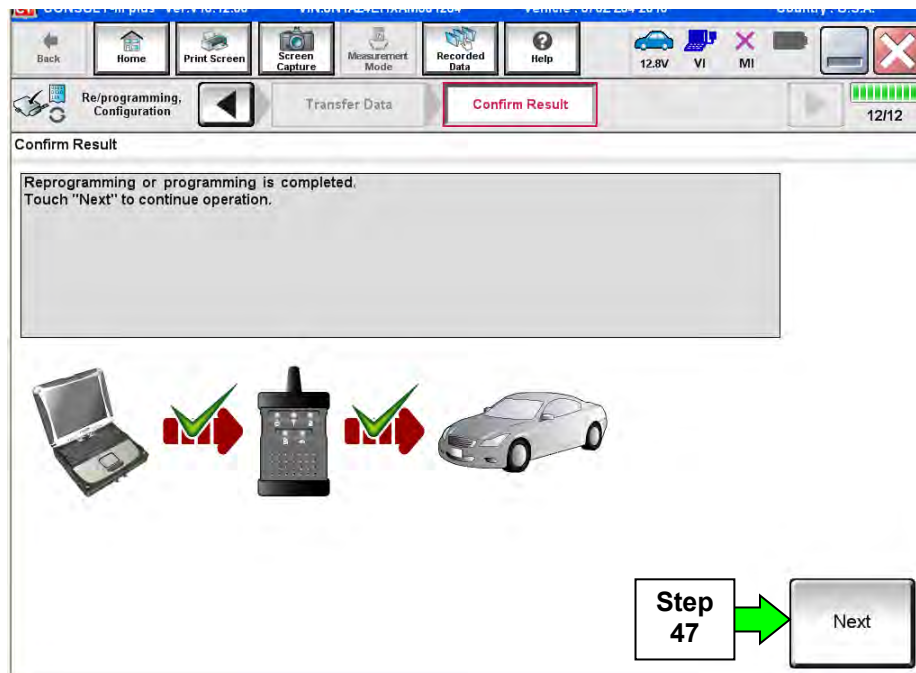 Back
Home
Print Screen
Screen
Capture
Measurement
Mode
Recorded
Data
Help
12.8V
VI
MI
Re/programming,
Configuration
Transfer Data
Confirm Result
12/12
Confirm Result
Reprogramming or programming is completed.
Touch "Next" to continue operation.
Step
47
Next